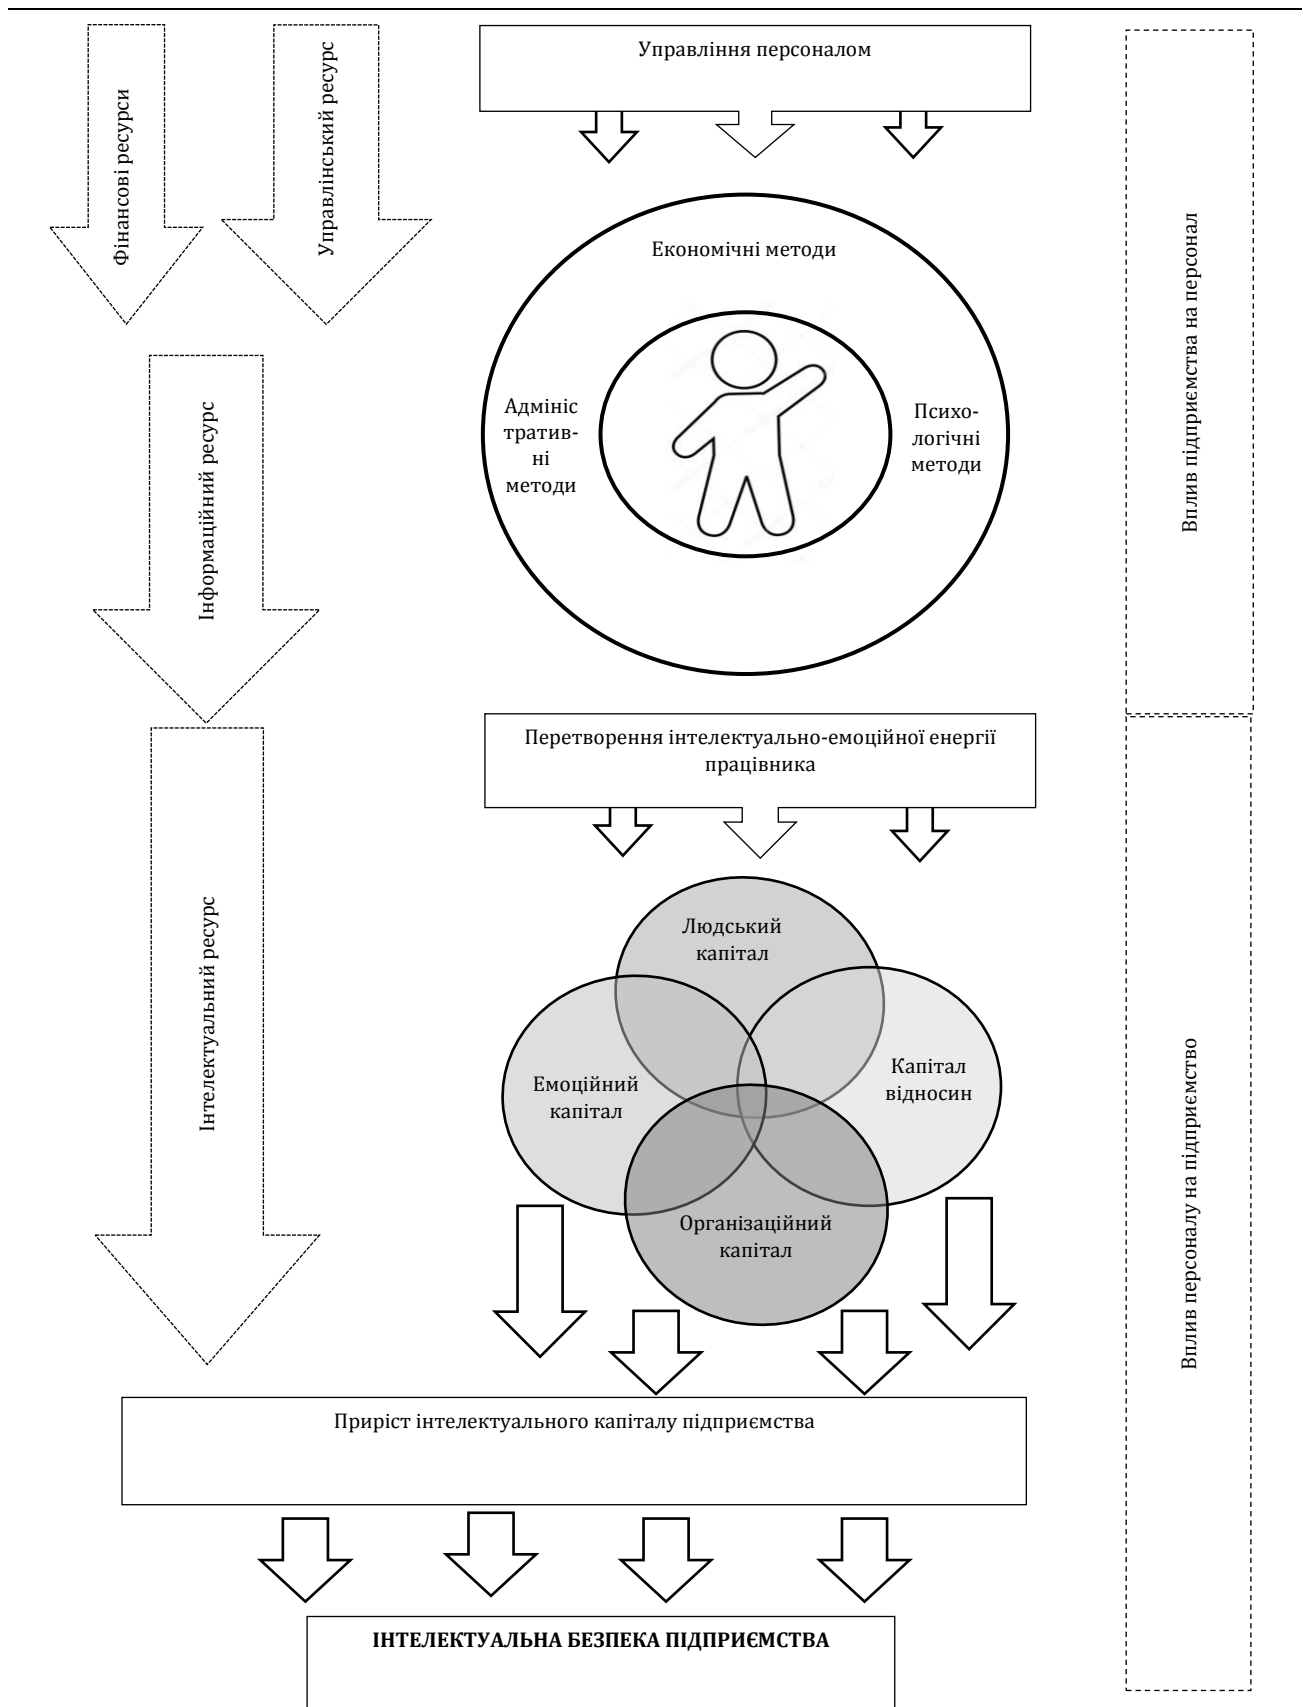 Управління персоналом
Фінансові ресурси
Управлінський ресурс
Вплив підприємства на персонал
Економічні методи
Адмініс
тратив-
ні
методи
Психо-
логічні
методи
Інформаційний ресурс
Перетворення інтелектуально-емоційної енергії
працівника
Інтелектуальний ресурс
Людський
капітал
Емоційний
капітал
Капітал
відносин
Організаційний
капітал
Вплив персоналу на підприємство
Приріст інтелектуального капіталу підприємства
ІНТЕЛЕКТУАЛЬНА БЕЗПЕКА ПІДПРИЄМСТВА